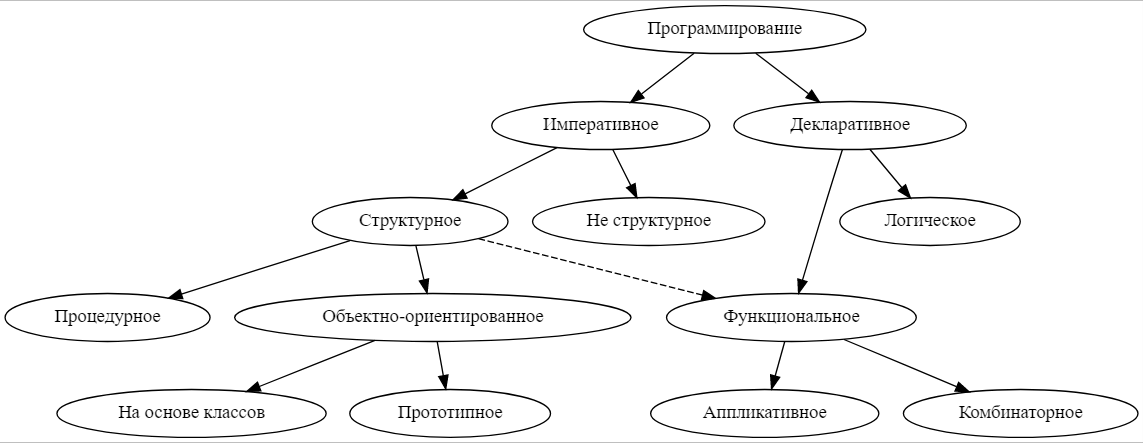 Программирование
Императивное
Декларативное
Структурное
Не структурное
Логическое
Процедурное
Объектно-ориентированное
Функциональное
На основе классов
Прототипное
Аппликативное
Комбинаторное